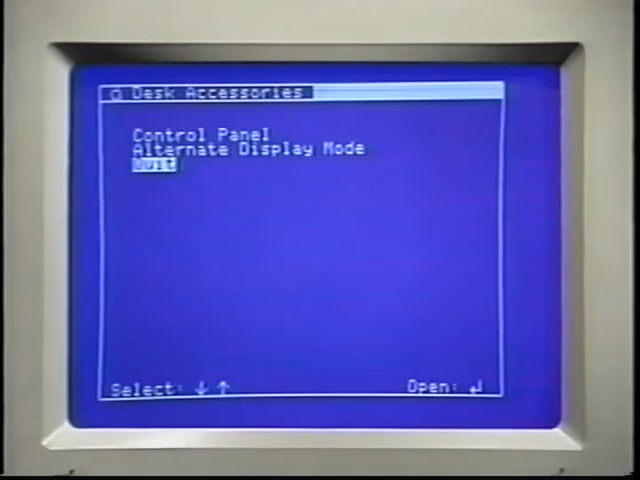 Desk Accessories
Control Panel
Alternate Display Mode
Quit
Select: ↓ ↑
Open: ↵